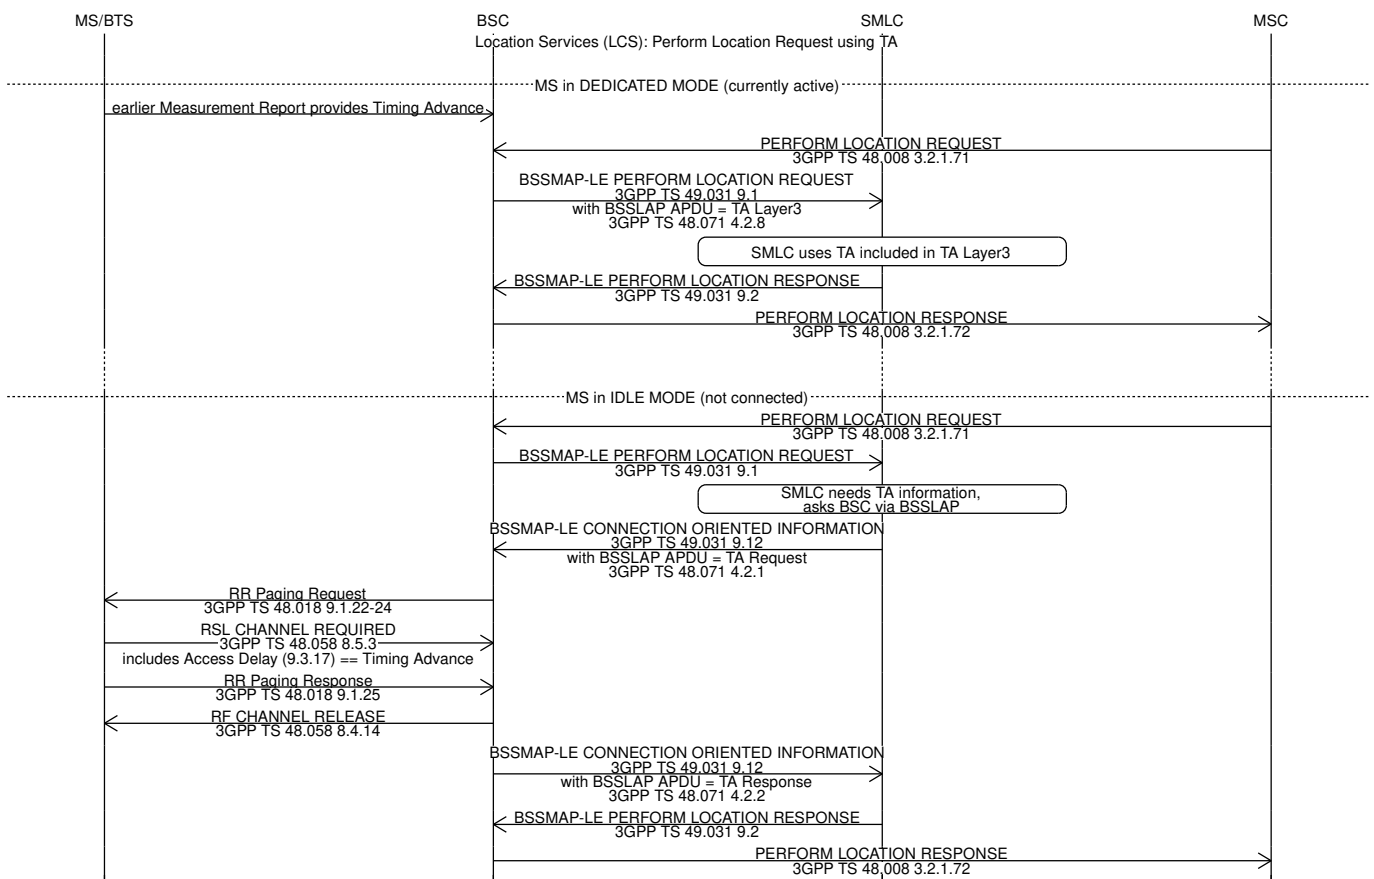 MS/BTS BSC SMLC MSC
Location Services (LCS): Perform Location Request using TA
MS in DEDICATED MODE (currently active)
earlier Measurement Report provides Timing Advance
PERFORM LOCATION REQUEST
3GPP TS 48.008 3.2.1.71
BSSMAP-LE PERFORM LOCATION REQUEST
3GPP TS 49.031 9.1
with BSSLAP APDU = TA Layer3
3GPP TS 48.071 4.2.8
SMLC uses TA included in TA Layer3
BSSMAP-LE PERFORM LOCATION RESPONSE
3GPP TS 49.031 9.2
PERFORM LOCATION RESPONSE
3GPP TS 48.008 3.2.1.72
MS in IDLE MODE (not connected)
PERFORM LOCATION REQUEST
3GPP TS 48.008 3.2.1.71
BSSMAP-LE PERFORM LOCATION REQUEST
3GPP TS 49.031 9.1
SMLC needs TA information,
asks BSC via BSSLAP
BSSMAP-LE CONNECTION ORIENTED INFORMATION
3GPP TS 49.031 9.12
with BSSLAP APDU = TA Request
3GPP TS 48.071 4.2.1
RR Paging Request
3GPP TS 48.018 9.1.22-24
RSL CHANNEL REQUIRED
3GPP TS 48.058 8.5.3
includes Access Delay (9.3.17) == Timing Advance
RR Paging Response
3GPP TS 48.018 9.1.25
RF CHANNEL RELEASE
3GPP TS 48.058 8.4.14
BSSMAP-LE CONNECTION ORIENTED INFORMATION
3GPP TS 49.031 9.12
with BSSLAP APDU = TA Response
3GPP TS 48.071 4.2.2
BSSMAP-LE PERFORM LOCATION RESPONSE
3GPP TS 49.031 9.2
PERFORM LOCATION RESPONSE
3GPP TS 48.008 3.2.1.72